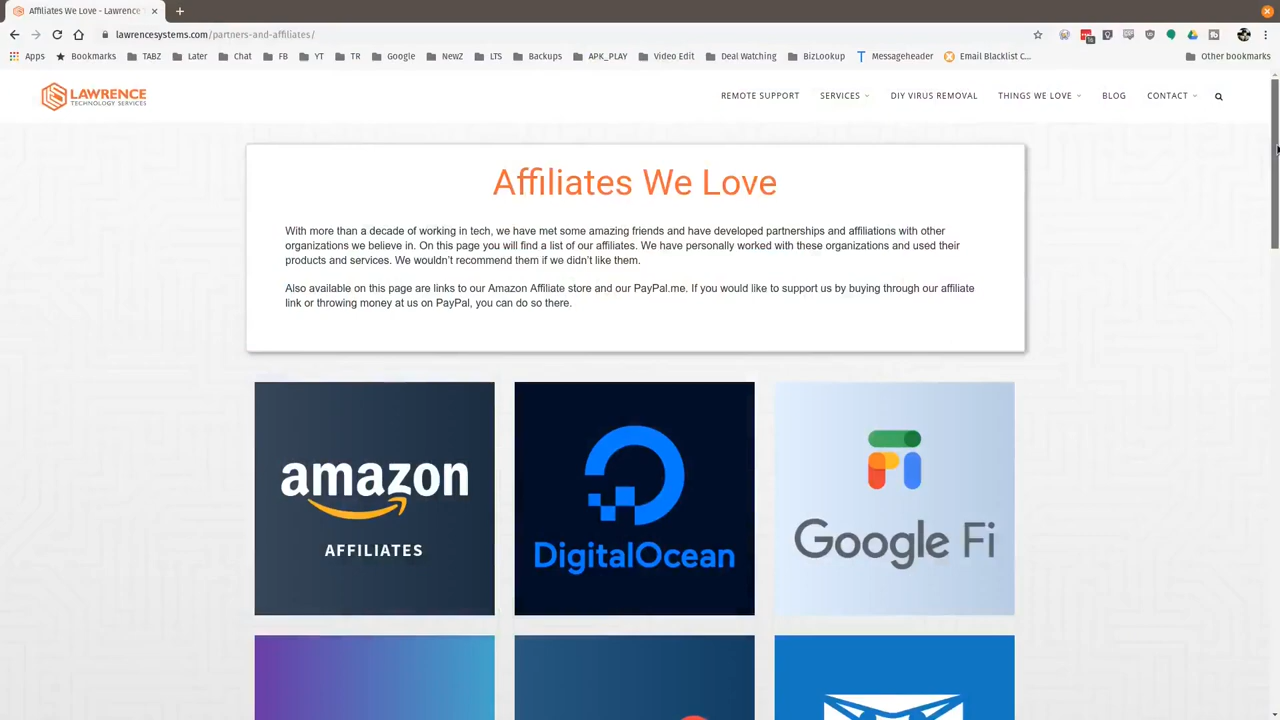 Affiliates We Love - Lawrence T
lawrencesystems.com/partners-and-affiliates/
Apps Bookmarks TABZ Later Chat FB YT TR Google NewZ LTS Backups APK_PLAY Video Edit Deal Watching BizLookup Messageheader Email Blacklist C... Other bookmarks
LAWRENCE
TECHNOLOGY SERVICES
REMOTE SUPPORT SERVICES DIY VIRUS REMOVAL THINGS WE LOVE BLOG CONTACT
Affiliates We Love
With more than a decade of working in tech, we have met some amazing friends and have developed partnerships and affiliations with other
organizations we believe in. On this page you will find a list of our affiliates. We have personally worked with these organizations and used their
products and services. We wouldn't recommend them if we didn't like them.
Also available on this page are links to our Amazon Affiliate store and our PayPal.me. If you would like to support us by buying through our affiliate
link or throwing money at us on PayPal, you can do so there.
amazon
AFFILIATES
DigitalOcean
Google Fi